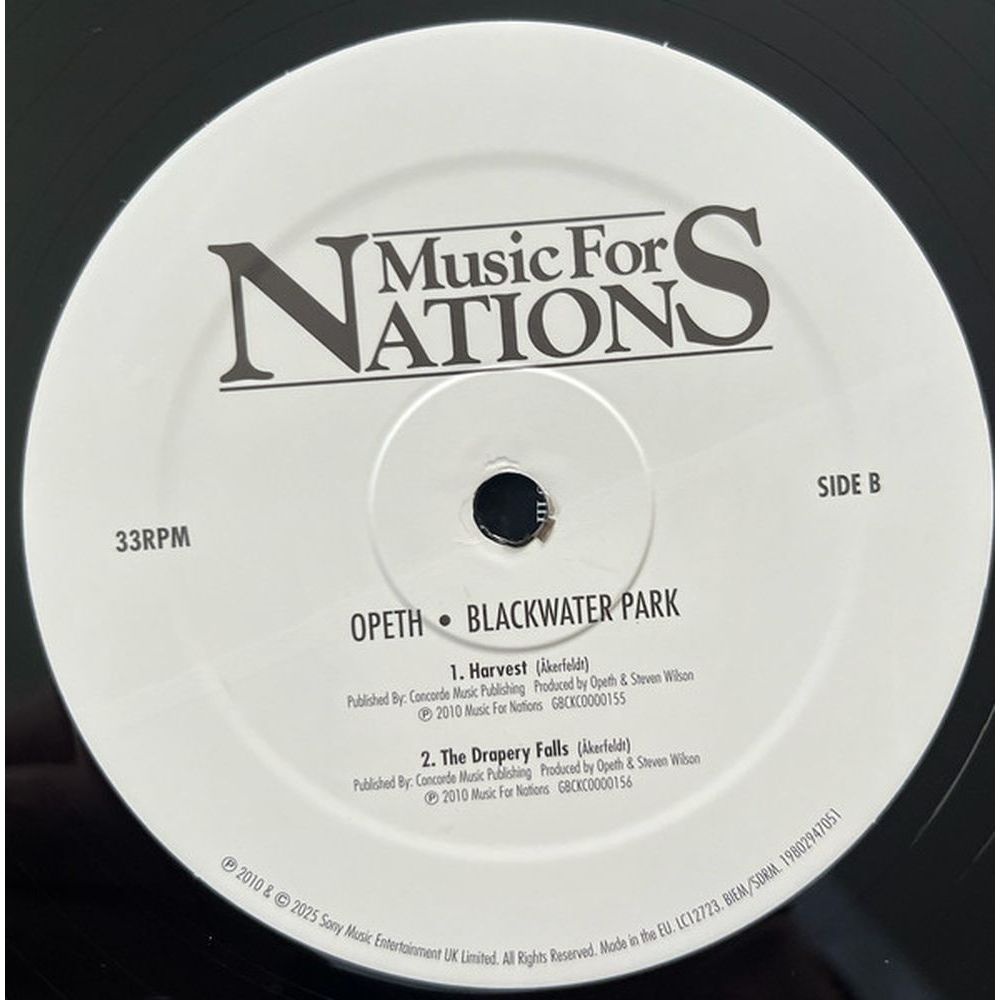 Music For
NATIONS
SIDE B
33RPM
OPETH • BLACKWATER PARK
1. Harvest (Åkerfeldt)
Published By: Concorde Music Publishing Produced by Opeth & Steven Wilson
℗ 2010 Music For Nations GBCKC0000155
2. The Drapery Falls (Åkerfeldt)
Published By: Concorde Music Publishing Produced by Opeth & Steven Wilson
℗ 2010 Music For Nations GBCKC0000156
℗ 2010 & © 2025 Sony Music Entertainment UK Limited. All Rights Reserved. Made in the EU. LC12723. BIEM/SDRM. 19802947051